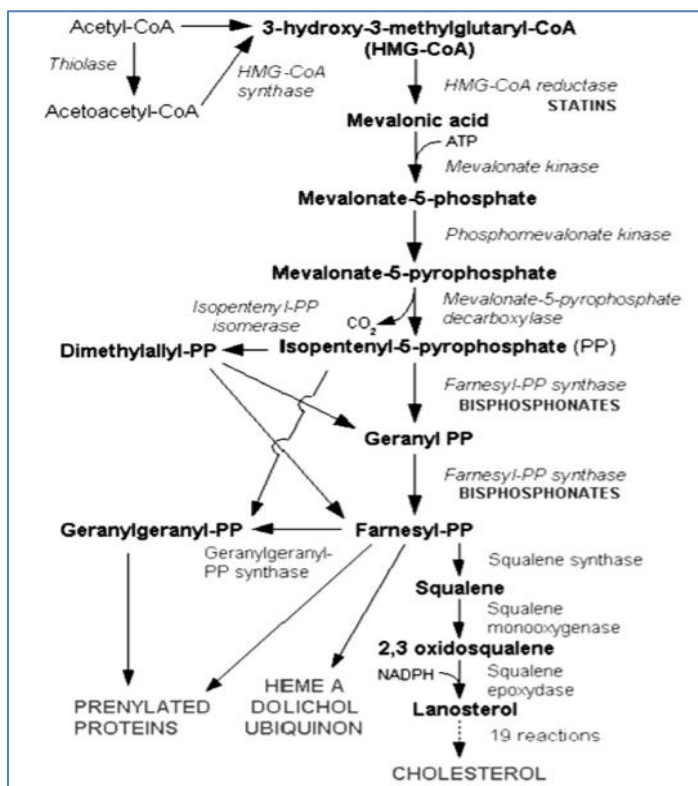 Acetyl-CoA
3-hydroxy-3-methylglutaryl-CoA
(HMG-CoA)
Thiolase
HMG-CoA
synthase
HMG-CoA reductase
STATINS
Acetoacetyl-CoA
Mevalonic acid
ATP
Mevalonate kinase
Mevalonate-5-phosphate
Phosphomevalonate kinase
Mevalonate-5-pyrophosphate
Isopentenyl-PP
isomerase
CO2
Mevalonate-5-pyrophosphate
decarboxylase
Dimethylallyl-PP
Isopentenyl-5-pyrophosphate (PP)
Farnesyl-PP synthase
BISPHOSPHONATES
Geranyl PP
Farnesyl-PP synthase
BISPHOSPHONATES
Geranylgeranyl-PP
Farnesyl-PP
Geranylgeranyl-
PP synthase
Squalene synthase
Squalene
Squalene
monooxygenase
2,3 oxidosqualene
NADPH
Squalene
epoxydase
Lanosterol
PRENYLATED
PROTEINS
HEME A
DOLICHOL
UBIQUINON
19 reactions
CHOLESTEROL